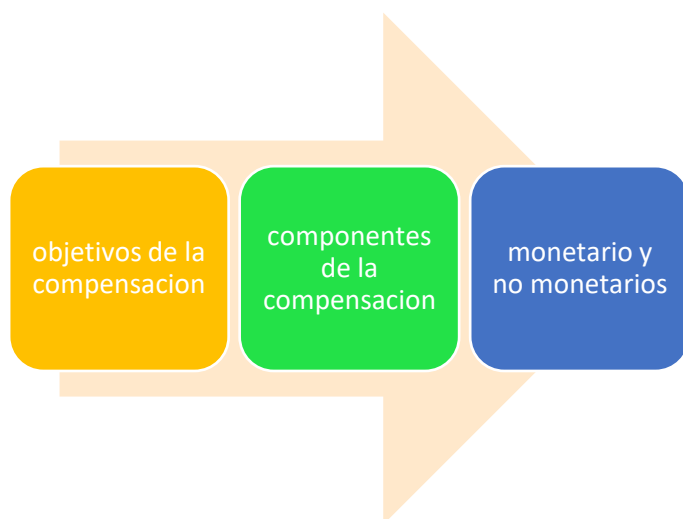 objetivos de la
compensacion
componentes
de la
compensacion
monetario y
no monetarios